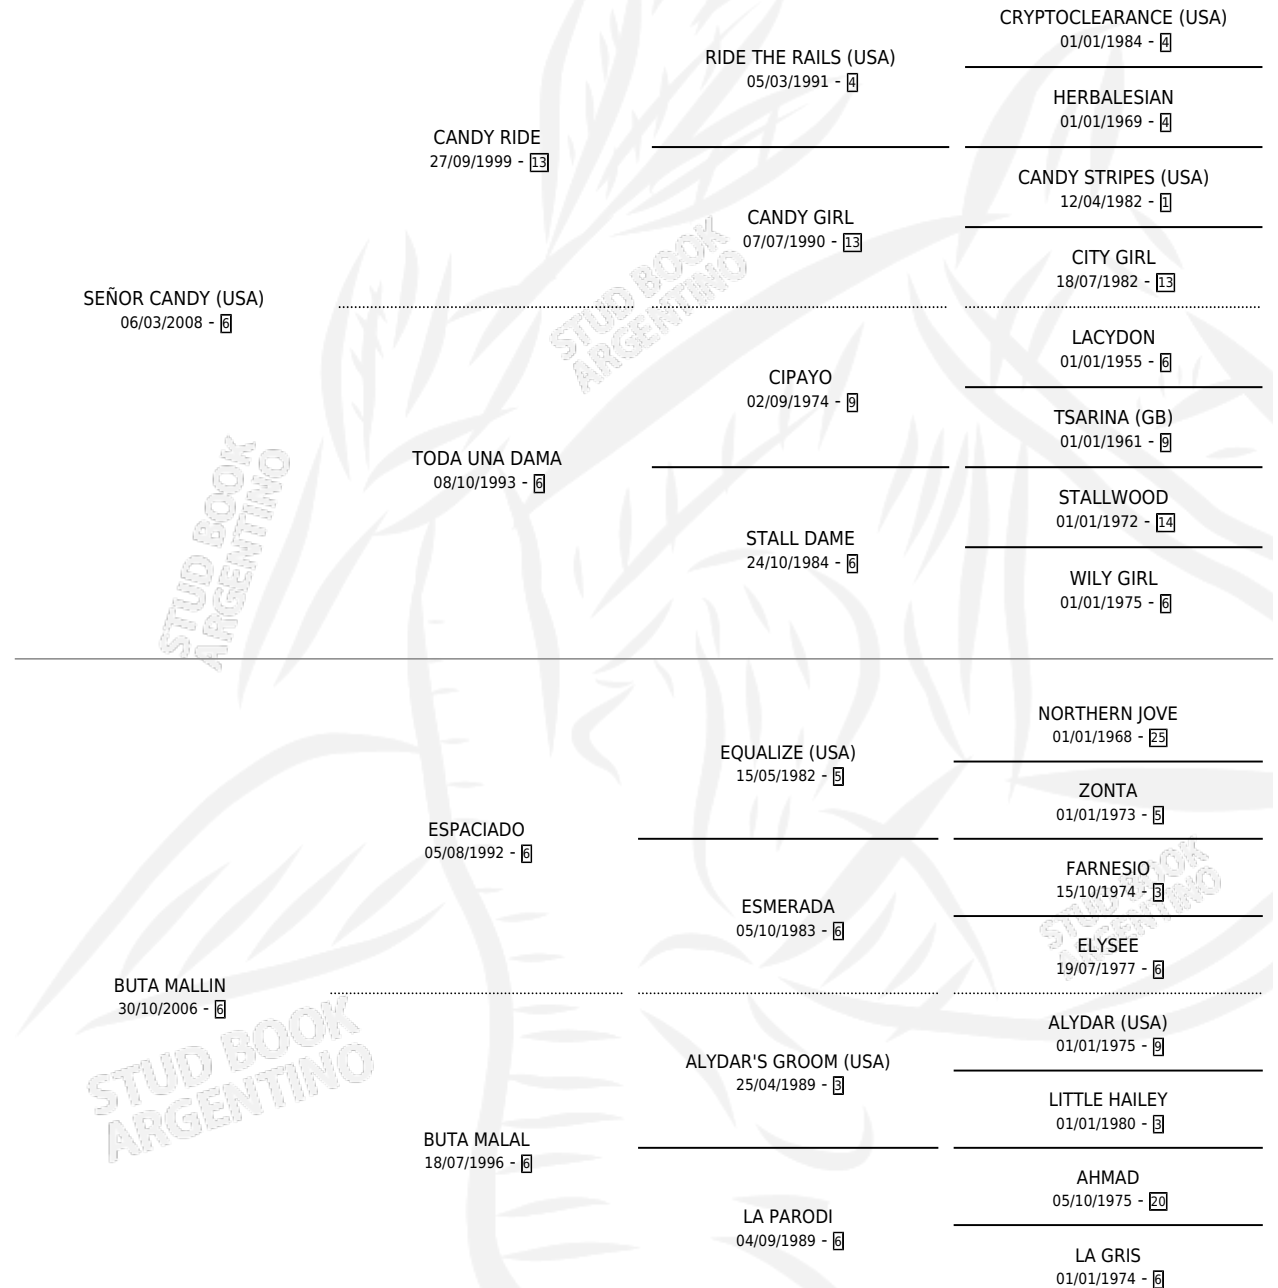 CRYPTOCLEARANCE (USA)
01/01/1984 - 4
RIDE THE RAILS (USA)
05/03/1991 - 4
HERBALESIAN
01/01/1969 - 4
CANDY RIDE
27/09/1999 - 13
CANDY STRIPES (USA)
12/04/1982 - 1
CANDY GIRL
07/07/1990 - 13
CITY GIRL
18/07/1982 - 13
SEÑOR CANDY (USA)
06/03/2008 - 6
LACYDON
01/01/1955 - 6
CIPAYO
02/09/1974 - 9
TSARINA (GB)
01/01/1961 - 9
TODA UNA DAMA
08/10/1993 - 6
STALLWOOD
01/01/1972 - 14
STALL DAME
24/10/1984 - 6
WILY GIRL
01/01/1975 - 6
NORTHERN JOVE
01/01/1968 - 25
EQUALIZE (USA)
15/05/1982 - 5
ZONTA
01/01/1973 - 5
ESPACIADO
05/08/1992 - 6
FARNESIO
15/10/1974 - 3
ESMERADA
05/10/1983 - 6
ELYSEE
19/07/1977 - 6
BUTA MALLIN
30/10/2006 - 6
ALYDAR (USA)
01/01/1975 - 9
ALYDAR'S GROOM (USA)
25/04/1989 - 3
LITTLE HAILEY
01/01/1980 - 3
BUTA MALAL
18/07/1996 - 6
AHMAD
05/10/1975 - 20
LA PARODI
04/09/1989 - 6
LA GRIS
01/01/1974 - 6
STUD BOOK
ARGENTINO
STUD BOOK
ARGENTINO
STUD BOOK
ARGENTINO
STUD BOOK
ARGENTINO